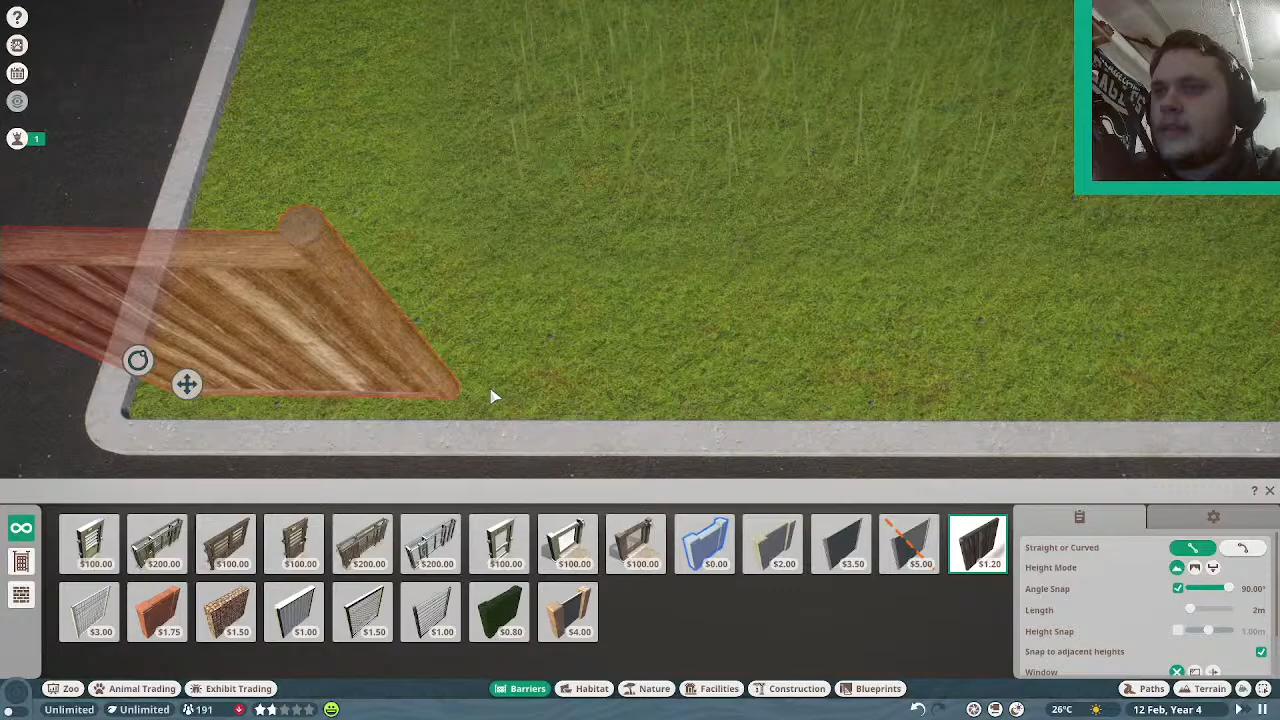 ?
1
? ×
$100.00 $200.00 $100.00 $100.00 $200.00 $200.00 $100.00 $100.00 $100.00 $0.00 $2.00 $3.50 $5.00 $1.20
$3.00 $1.75 $1.50 $1.00 $1.50 $1.00 $0.80 $4.00
Straight or Curved
Height Mode
Angle Snap 90.00°
Length 2m
Height Snap 1.00m
Snap to adjacent heights
Window
Zoo Animal Trading Exhibit Trading Barriers Habitat Nature Facilities Construction Blueprints Paths Terrain
Unlimited Unlimited 191 26°C 12 Feb, Year 4